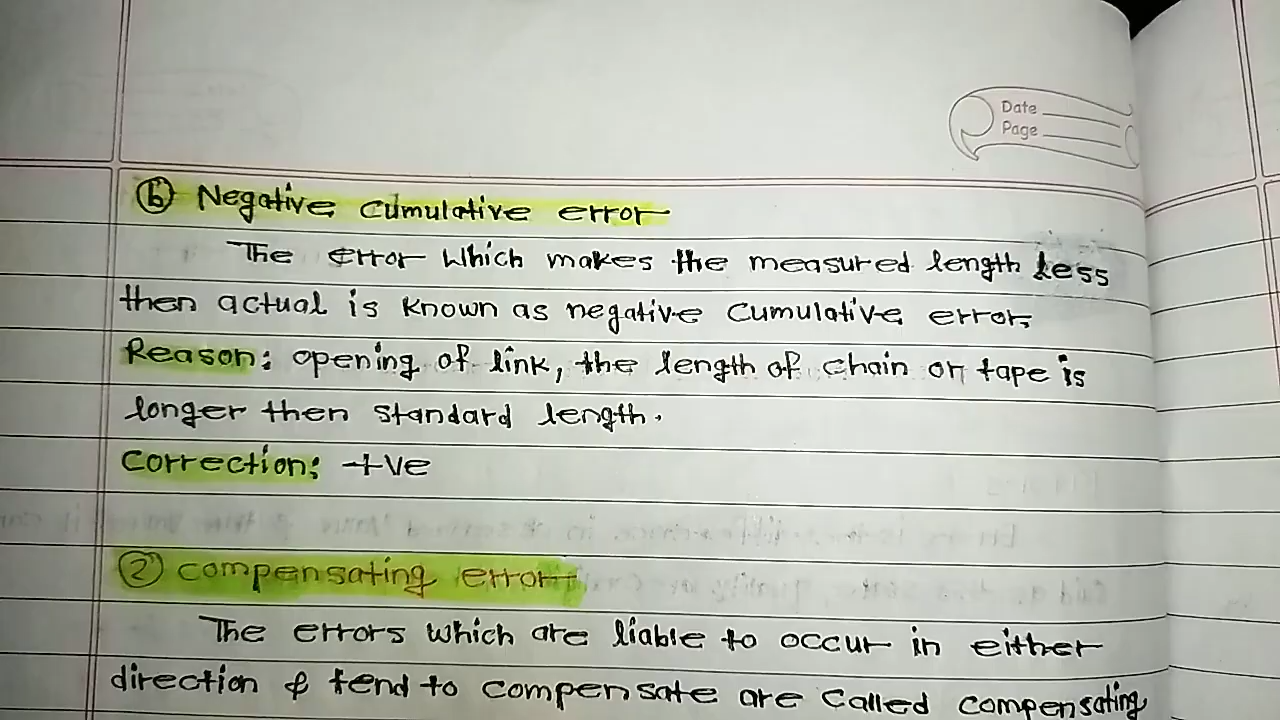 Date
Page
ⓑ Negative cumulative error
The error which makes the measured length less
then actual is known as negative cumulative error.
Reason: opening of link, the length of chain or tape is
longer then standard length.
Correction: +ve
② compensating error
The errors which are liable to occur in either
direction & tend to compensate are called compensating